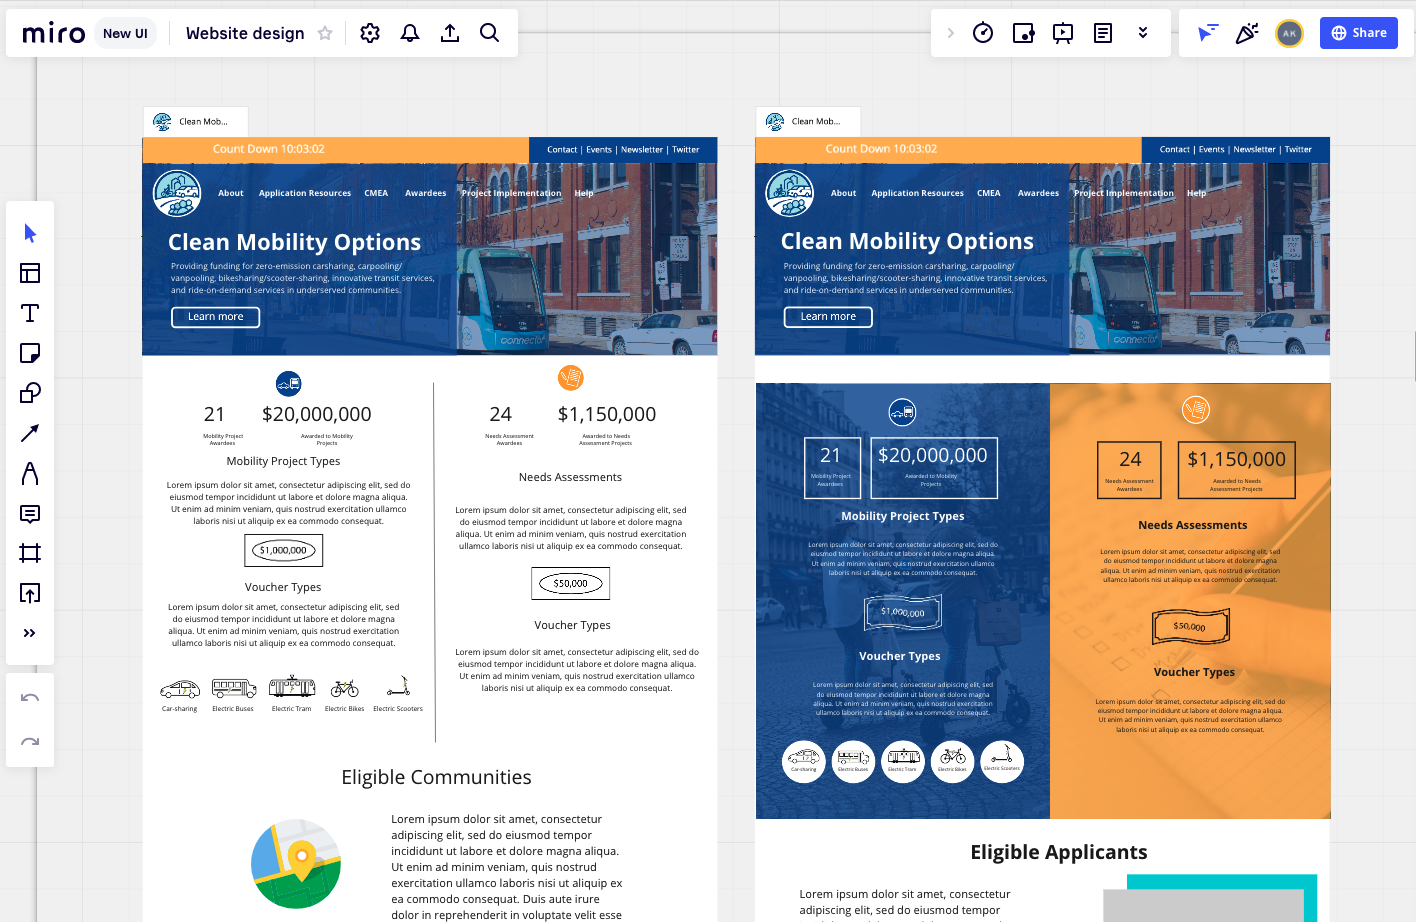 miro
New UI
Website design
AK
Share
Clean Mob...
Count Down 10:03:02
Contact | Events | Newsletter | Twitter
About Application Resources CMEA Awardees Project Implementation Help
Clean Mobility Options
Providing funding for zero-emission carsharing, carpooling/
vanpooling, bikesharing/scooter-sharing, innovative transit services,
and ride-on-demand services in underserved communities.
Learn more
connector
21 $20,000,000
Mobility Project
Awardees
Awarded to Mobility
Projects
Mobility Project Types
Lorem ipsum dolor sit amet, consectetur adipiscing elit, sed do
eiusmod tempor incididunt ut labore et dolore magna aliqua.
Ut enim ad minim veniam, quis nostrud exercitation ullamco
laboris nisi ut aliquip ex ea commodo consequat.
$1,000,000
Voucher Types
Lorem ipsum dolor sit amet, consectetur adipiscing elit, sed
do eiusmod tempor incididunt ut labore et dolore magna
aliqua. Ut enim ad minim veniam, quis nostrud exercitation
ullamco laboris nisi ut aliquip ex ea commodo consequat.
Car-sharing Electric Buses Electric Tram Electric Bikes Electric Scooters
24 $1,150,000
Needs Assessment
Awardees
Awarded to Needs
Assessment Projects
Needs Assessments
Lorem ipsum dolor sit amet, consectetur adipiscing elit, sed
do eiusmod tempor incididunt ut labore et dolore magna
aliqua. Ut enim ad minim veniam, quis nostrud exercitation
ullamco laboris nisi ut aliquip ex ea commodo consequat.
$50,000
Voucher Types
Lorem ipsum dolor sit amet, consectetur adipiscing elit, sed do
eiusmod tempor incididunt ut labore et dolore magna aliqua.
Ut enim ad minim veniam, quis nostrud exercitation ullamco
laboris nisi ut aliquip ex ea commodo consequat.
Eligible Communities
Lorem ipsum dolor sit amet, consectetur
adipiscing elit, sed do eiusmod tempor
incididunt ut labore et dolore magna aliqua.
Ut enim ad minim veniam, quis nostrud
exercitation ullamco laboris nisi ut aliquip ex
ea commodo consequat. Duis aute irure
dolor in reprehenderit in voluptate velit esse
Clean Mob...
Count Down 10:03:02
Contact | Events | Newsletter | Twitter
About Application Resources CMEA Awardees Project Implementation Help
Clean Mobility Options
Providing funding for zero-emission carsharing, carpooling/
vanpooling, bikesharing/scooter-sharing, innovative transit services,
and ride-on-demand services in underserved communities.
Learn more
connector
21 $20,000,000
Mobility Project
Awardees
Awarded to Mobility
Projects
Mobility Project Types
Lorem ipsum dolor sit amet, consectetur adipiscing elit, sed
do eiusmod tempor incididunt ut labore et dolore magna
aliqua. Ut enim ad minim veniam, quis nostrud exercitation
ullamco laboris nisi ut aliquip ex ea commodo consequat.
$1,000,000
Voucher Types
Lorem ipsum dolor sit amet, consectetur adipiscing elit, sed
do eiusmod tempor incididunt ut labore et dolore magna
aliqua. Ut enim ad minim veniam, quis nostrud exercitation
ullamco laboris nisi ut aliquip ex ea commodo consequat.
Car-sharing Electric Buses Electric Tram Electric Bikes Electric Scooters
24 $1,150,000
Needs Assessment
Awardees
Awarded to Needs
Assessment Projects
Needs Assessments
Lorem ipsum dolor sit amet, consectetur adipiscing elit, sed
do eiusmod tempor incididunt ut labore et dolore magna
aliqua. Ut enim ad minim veniam, quis nostrud exercitation
ullamco laboris nisi ut aliquip ex ea commodo consequat.
$50,000
Voucher Types
Lorem ipsum dolor sit amet, consectetur adipiscing elit, sed do
eiusmod tempor incididunt ut labore et dolore magna aliqua.
Ut enim ad minim veniam, quis nostrud exercitation ullamco
laboris nisi ut aliquip ex ea commodo consequat.
Eligible Applicants
Lorem ipsum dolor sit amet, consectetur
adipiscing elit, sed do eiusmod tempor